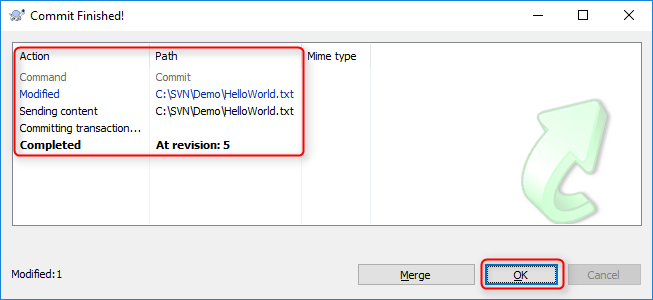 Commit Finished!
Action Path Mime type
Command Commit
Modified C:\SVN\Demo\HelloWorld.txt
Sending content C:\SVN\Demo\HelloWorld.txt
Committing transaction...
Completed At revision: 5
Modified:1 Merge OK Cancel